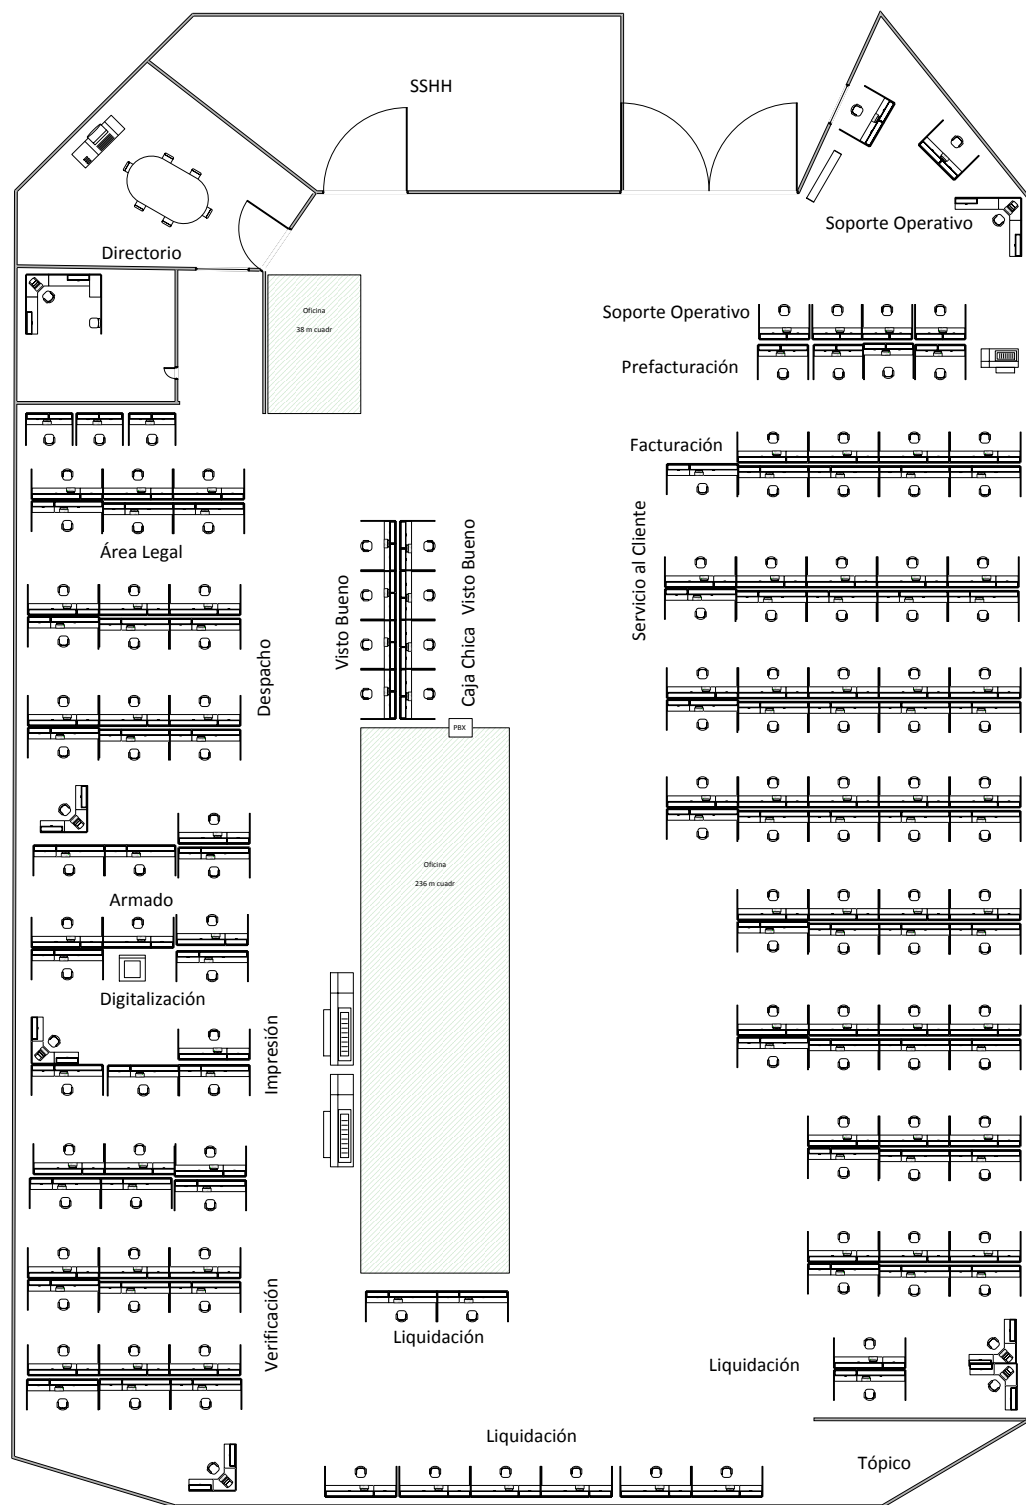 SSHH
Soporte Operativo
Directorio
Oficina
38 m cuadr
Soporte Operativo
Prefacturación
Facturación
Servicio al Cliente
Área Legal
Visto Bueno
Caja Chica Visto Bueno
Despacho
PBX
Oficina
236 m cuadr
Armado
Digitalización
Impresión
Verificación
Liquidación
Liquidación
Liquidación
Tópico